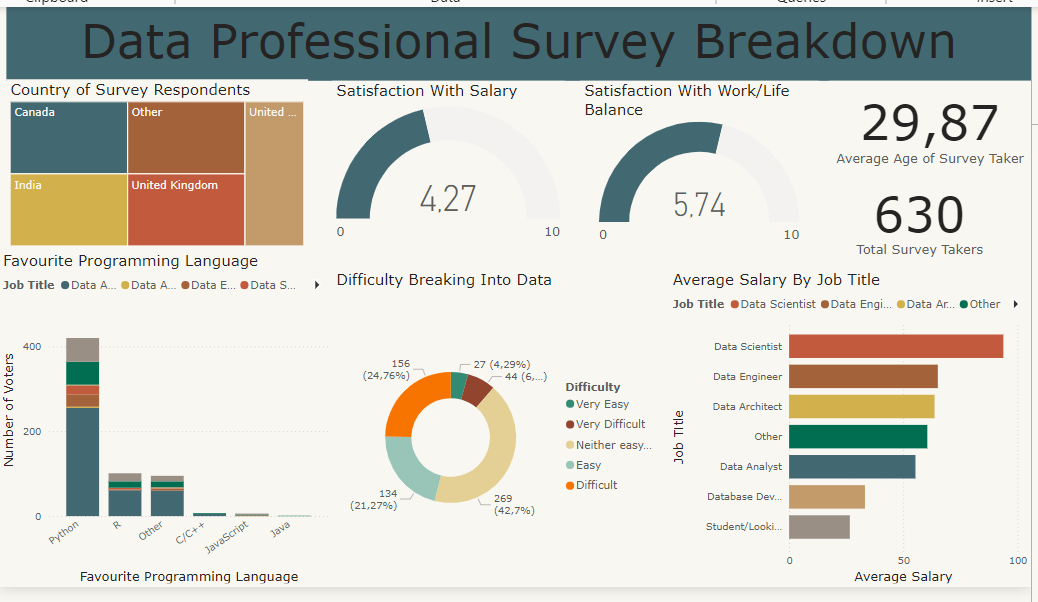 Clipboard
Data
Queries
Insert
Data Professional Survey Breakdown
Country of Survey Respondents
Canada
Other
United ...
India
United Kingdom
Satisfaction With Salary
4,27
0
10
Satisfaction With Work/Life
Balance
5,74
0
10
29,87
Average Age of Survey Taker
630
Total Survey Takers
Favourite Programming Language
Job Title Data A... Data A... Data E... Data S...
Number of Voters
400
200
0
Python
R
Other
C/C++
JavaScript
Java
Favourite Programming Language
Difficulty Breaking Into Data
27 (4,29%)
44 (6,...)
269
(42,7%)
134
(21,27%)
156
(24,76%)
Difficulty
Very Easy
Very Difficult
Neither easy...
Easy
Difficult
Average Salary By Job Title
Job Title Data Scientist Data Engi... Data Ar... Other
Job Title
Data Scientist
Data Engineer
Data Architect
Other
Data Analyst
Database Dev...
Student/Looki...
0
50
100
Average Salary